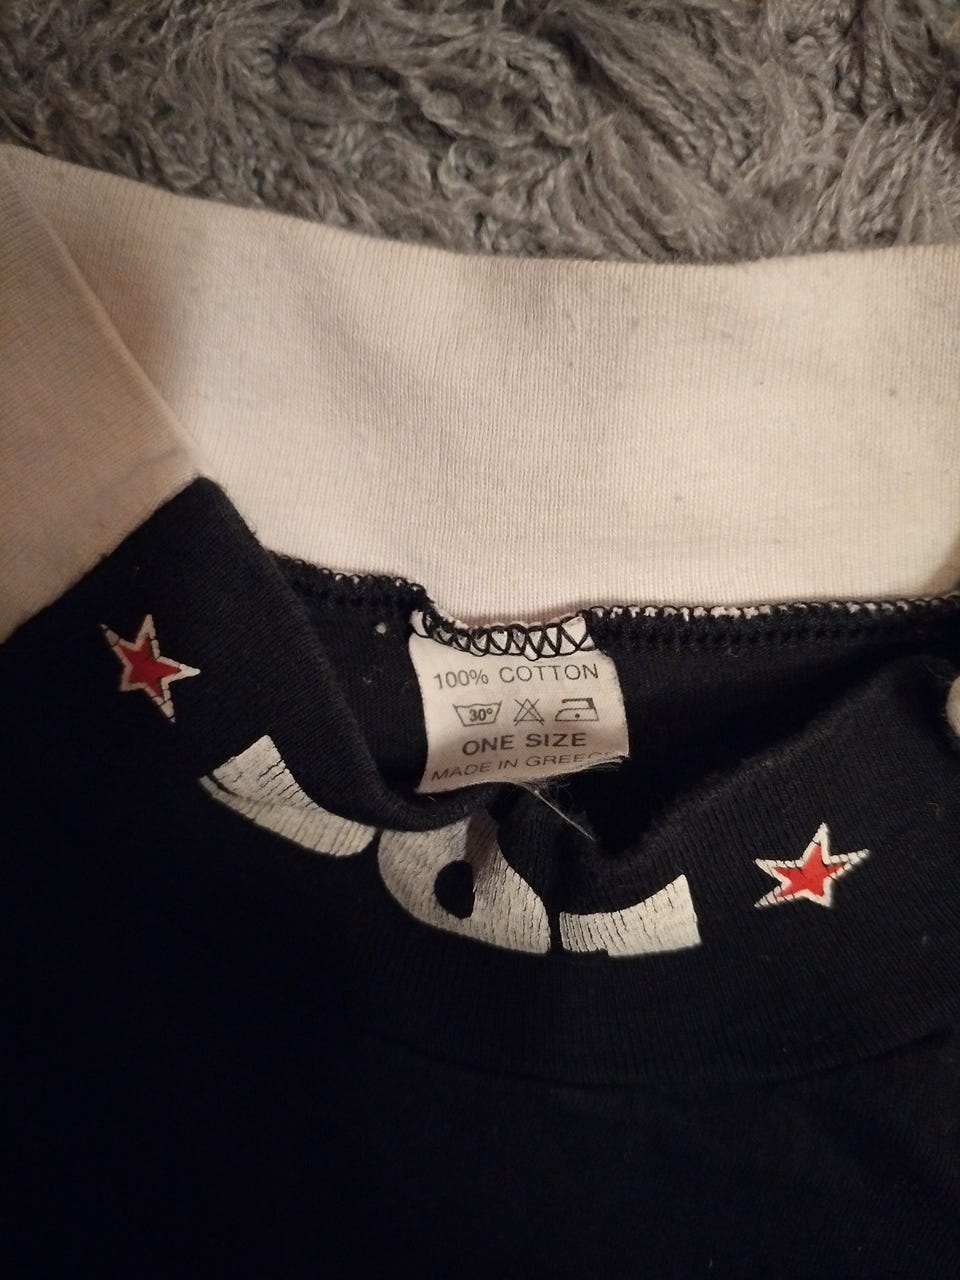 100% COTTON
30°
ONE SIZE
MADE IN GREECE